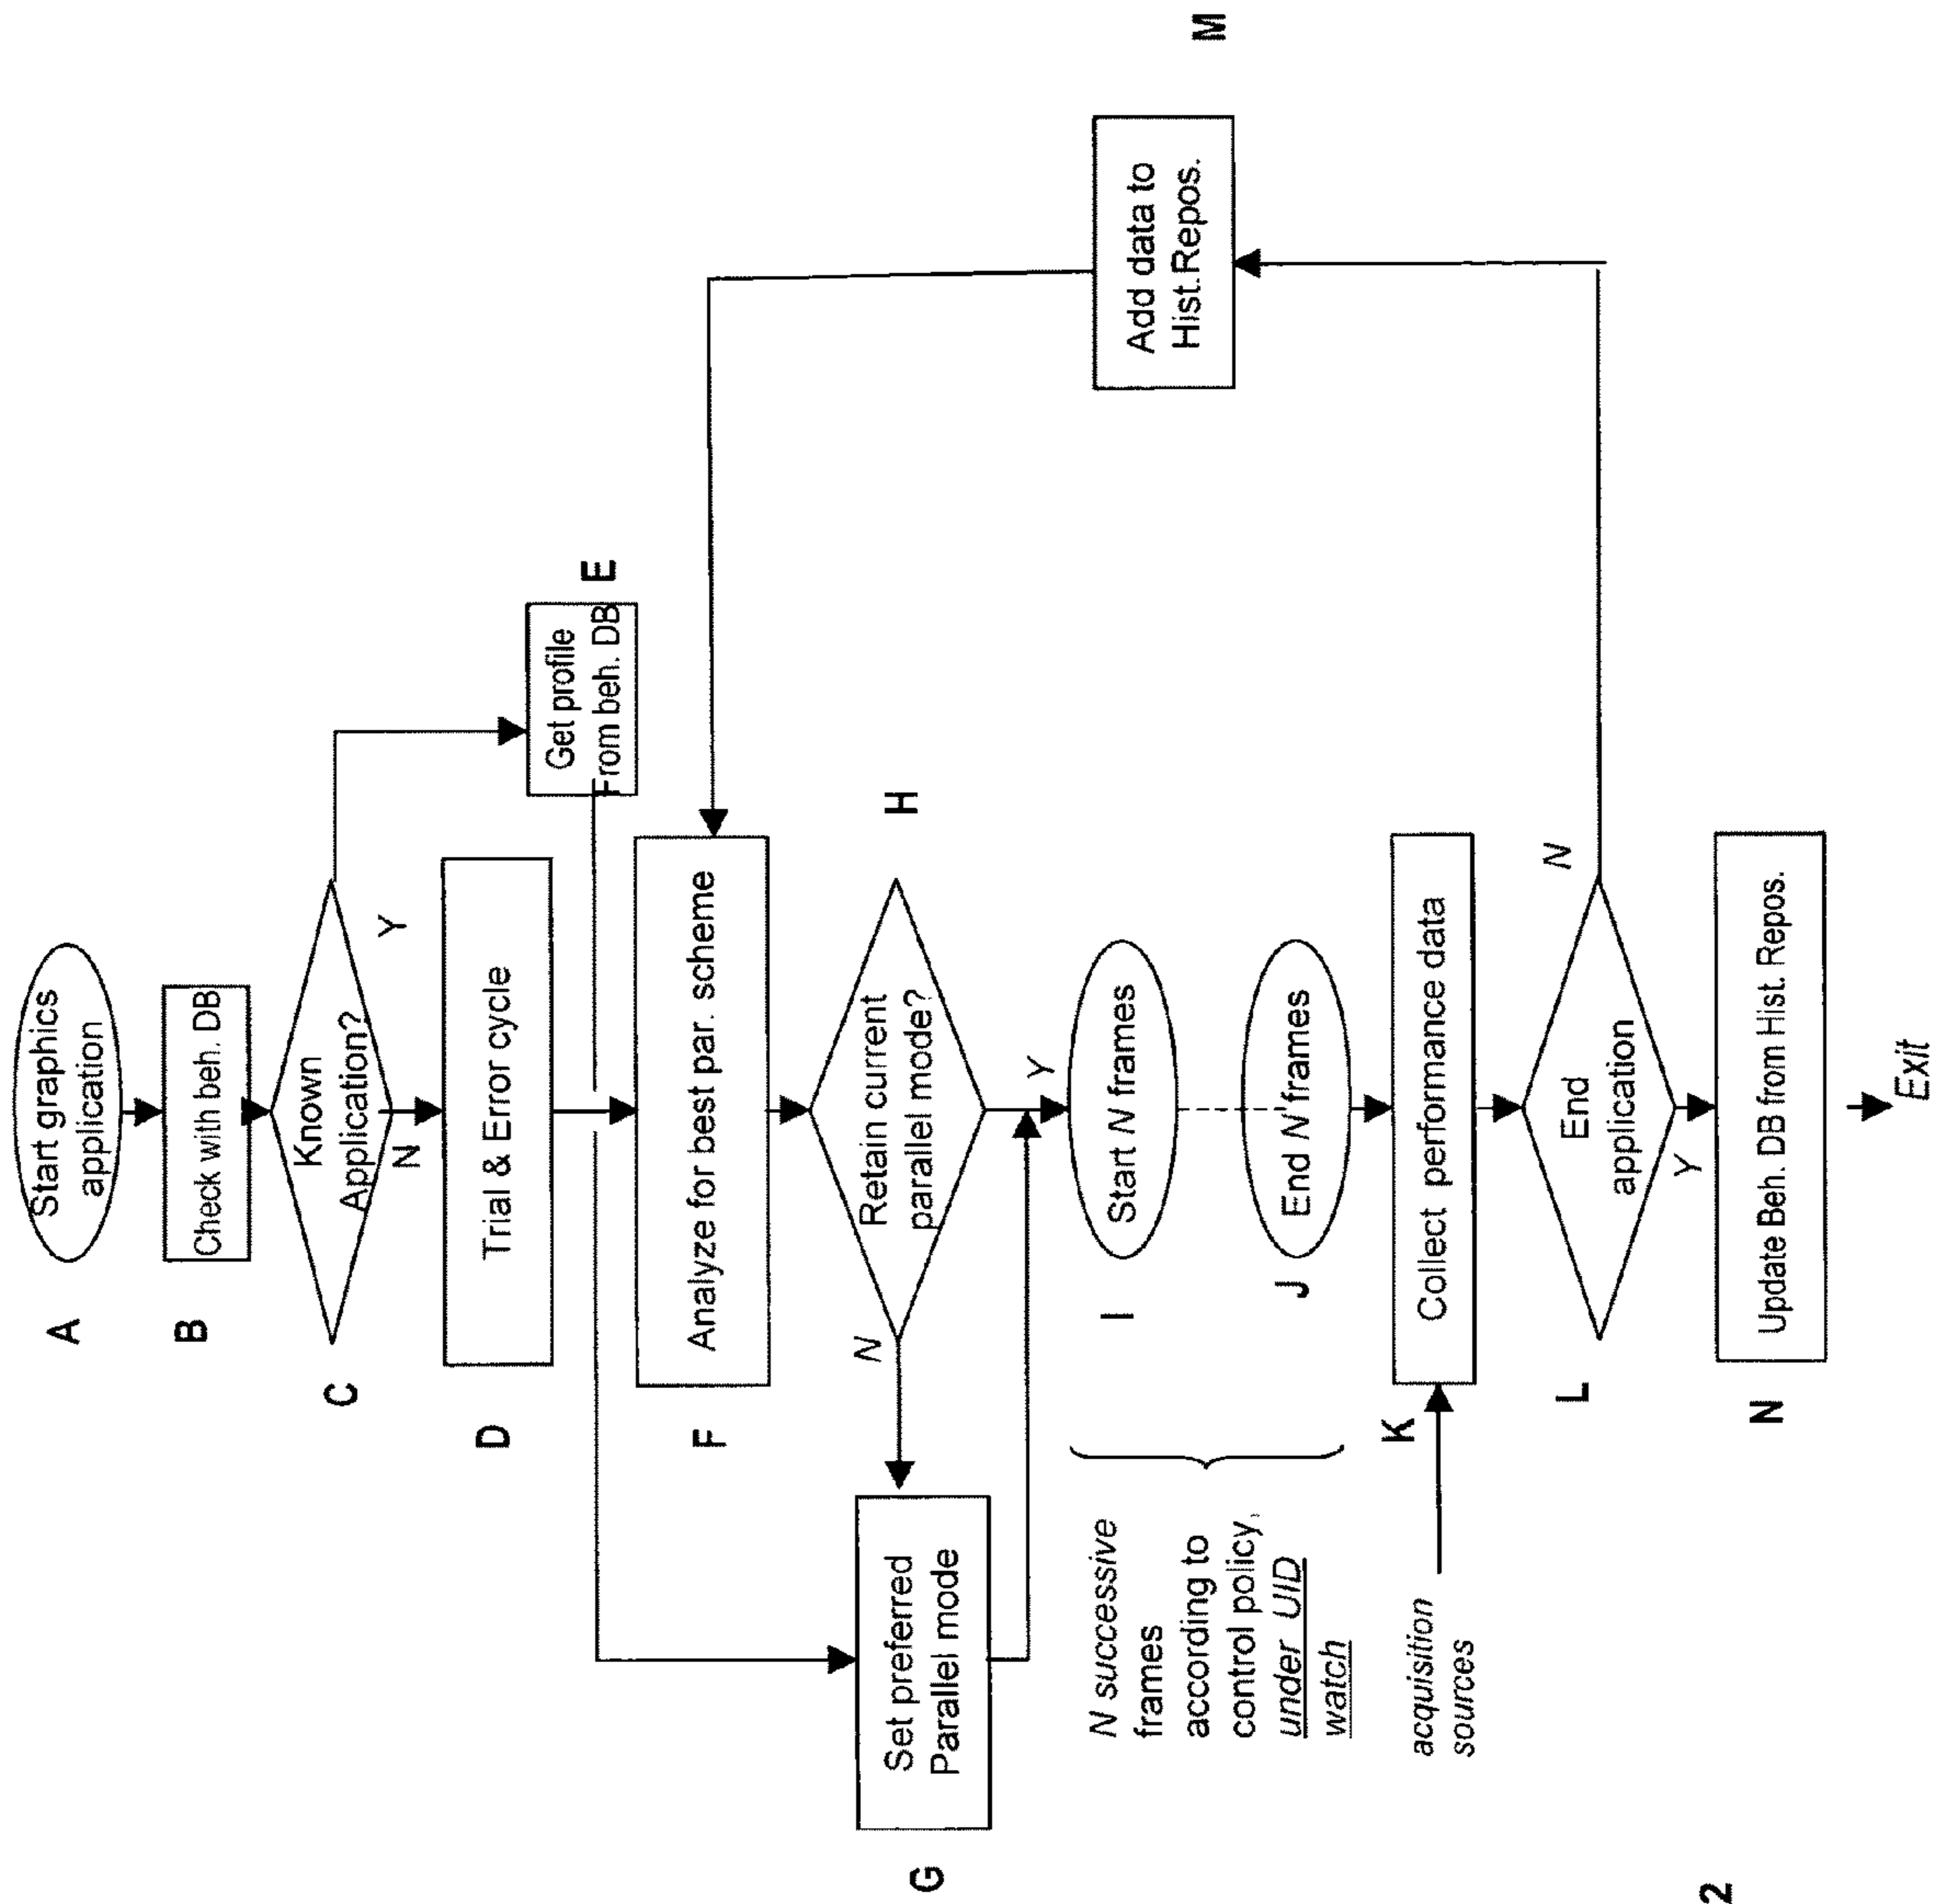 A
Start graphics
application
B
Check with beh. DB
C
Known
Application?
Y
N
D
Trial & Error cycle
E
Get profile
From beh. DB
F
Analyze for best par. scheme
H
Retain current
parallel mode?
N
Y
G
Set preferred
Parallel mode
I
Start N frames
J
End N frames
N successive
frames
according to
control policy,
under UID
watch
K
Collect performance data
acquisition
sources
L
End
application
N
Y
M
Add data to
Hist.Repos.
N
Update Beh. DB from Hist. Repos.
Exit
2